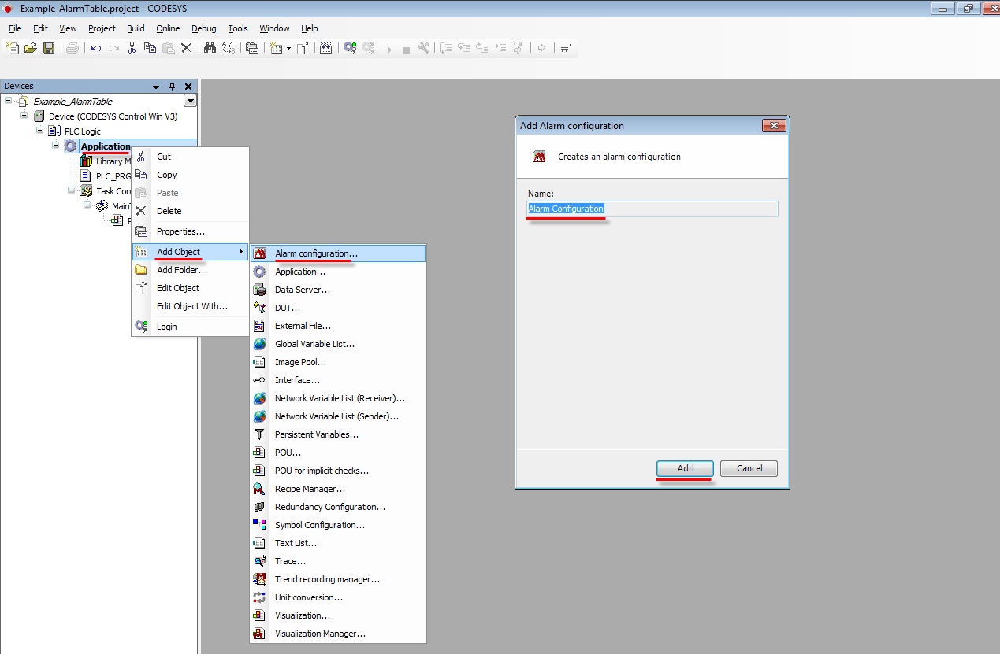 Example_AlarmTable.project - CODESYS
File Edit View Project Build Online Debug Tools Window Help
Devices
Example_AlarmTable
Device (CODESYS Control Win V3)
PLC Logic
Application
Library M
PLC_PRG
Task Con
Main
Cut
Copy
Paste
Delete
Properties...
Add Object
Add Folder...
Edit Object
Edit Object With...
Login
Alarm configuration...
Application...
Data Server...
DUT...
External File...
Global Variable List...
Image Pool...
Interface...
Network Variable List (Receiver)...
Network Variable List (Sender)...
Persistent Variables...
POU...
POU for implicit checks...
Recipe Manager...
Redundancy Configuration...
Symbol Configuration...
Text List...
Trace...
Trend recording manager...
Unit conversion...
Visualization...
Visualization Manager...
Add Alarm configuration
Creates an alarm configuration
Name:
Alarm Configuration
Add Cancel